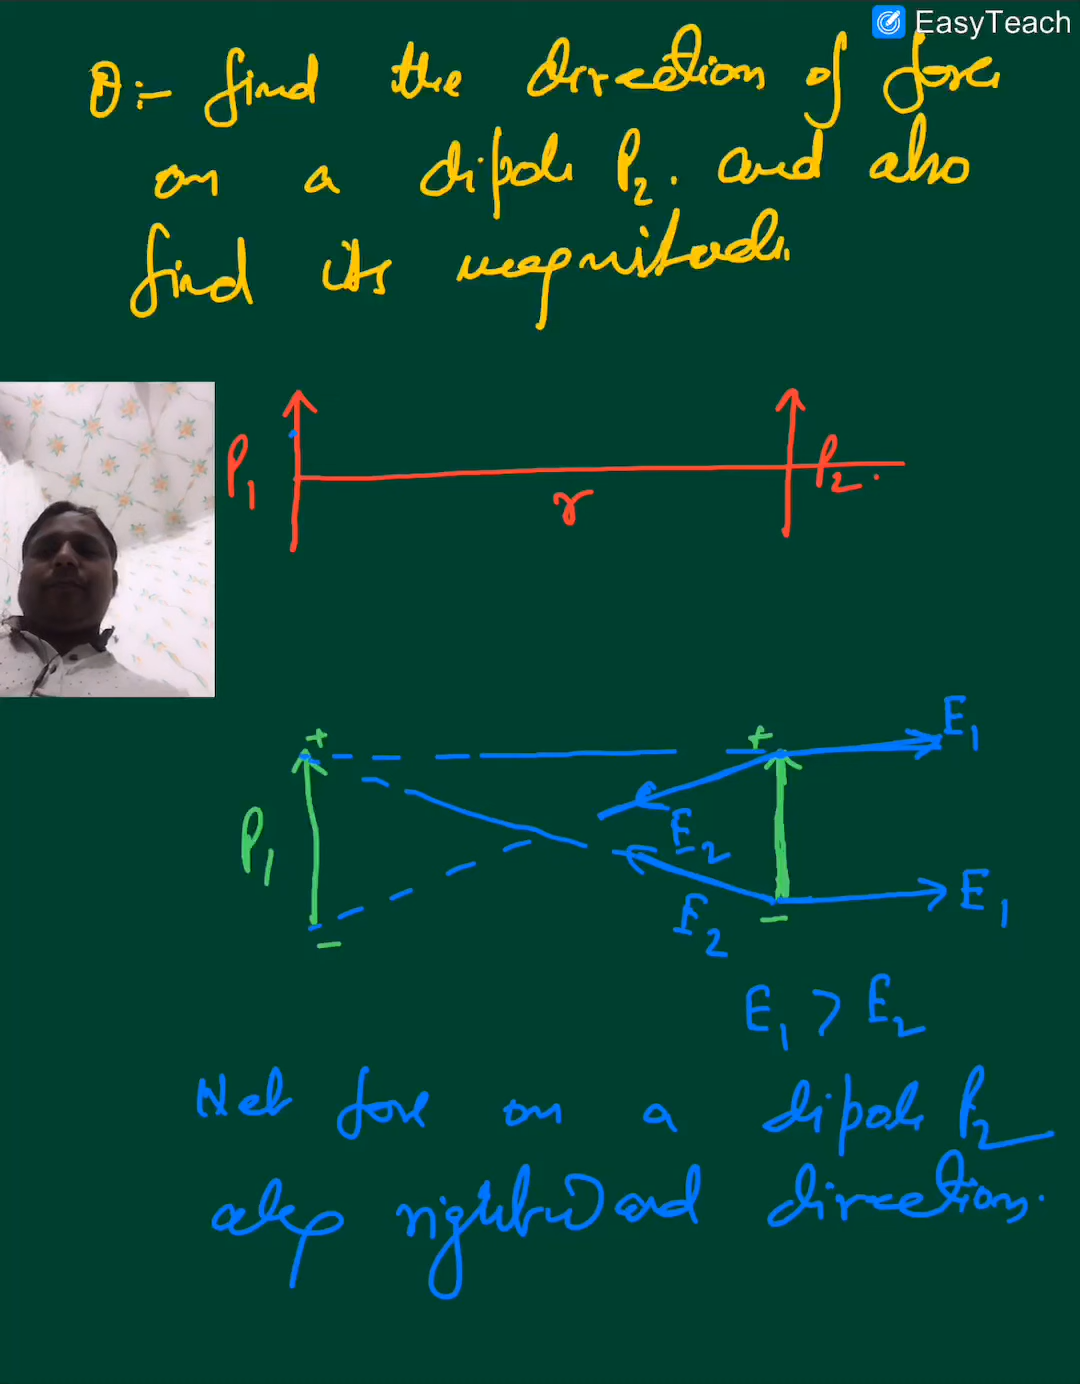 EasyTeach
Q:- find the direction of force
on a dipole P₂. and also
find its magnitude.
P₁
P₂.
r
+
+
E₁
E₂
P₁
E₂
E₁
-
-
E₁ > E₂
Net force on a dipole P₂
along rightward direction.